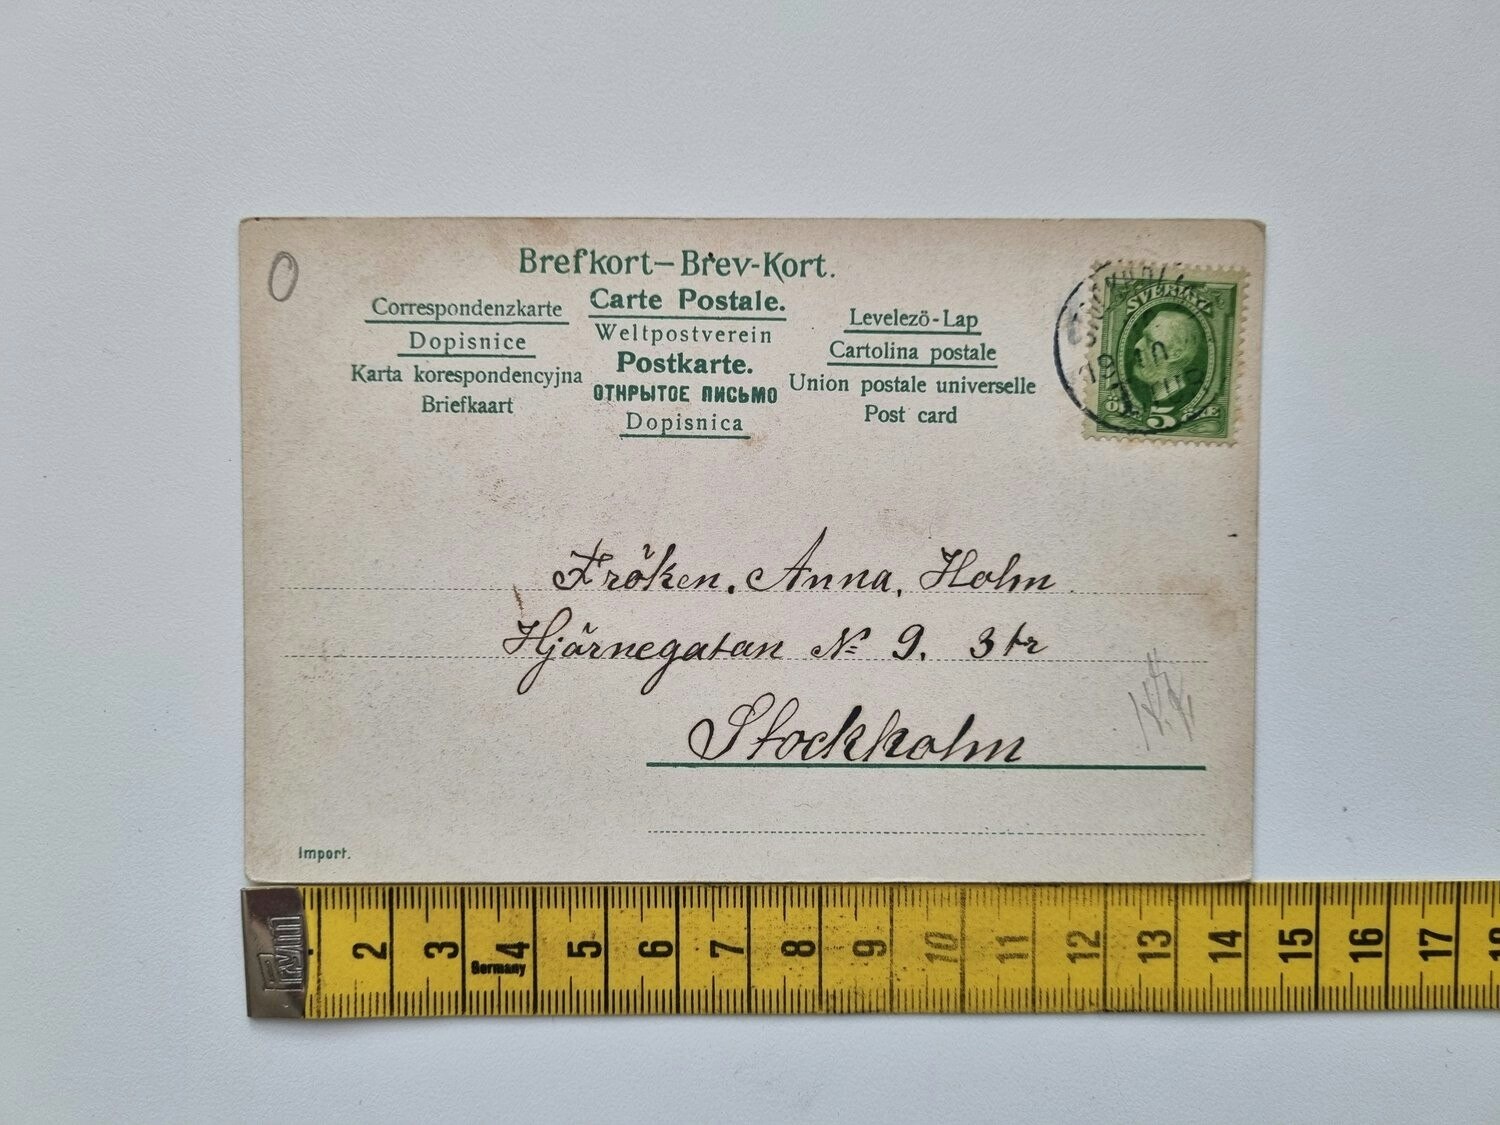 O
Brefkort—Brev-Kort.
Correspondenzkarte
Dopisnice
Karta korespondencyjna
Briefkaart
Carte Postale.
Weltpostverein
Postkarte.
ОТКРЫТОЕ ПИСЬМО
Dopisnica
Levelezö-Lap
Cartolina postale
Union postale universelle
Post card
SVERIGE
5
Fröken. Anna, Holm
Hjärnegatan № 9. 3 tr
Stockholm
Import.
2 3 4 5 6 7 8 9 10 11 12 13 14 15 16 17 18
Germany